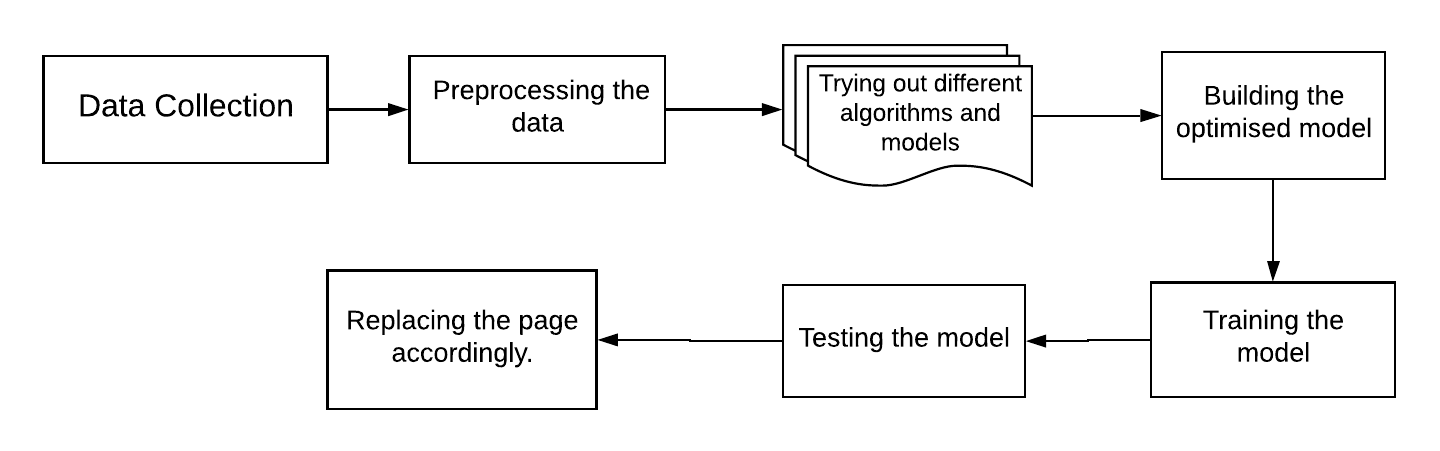 Data Collection
Preprocessing the
data
Trying out different
algorithms and
models
Building the
optimised model
Training the
model
Testing the model
Replacing the page
accordingly.